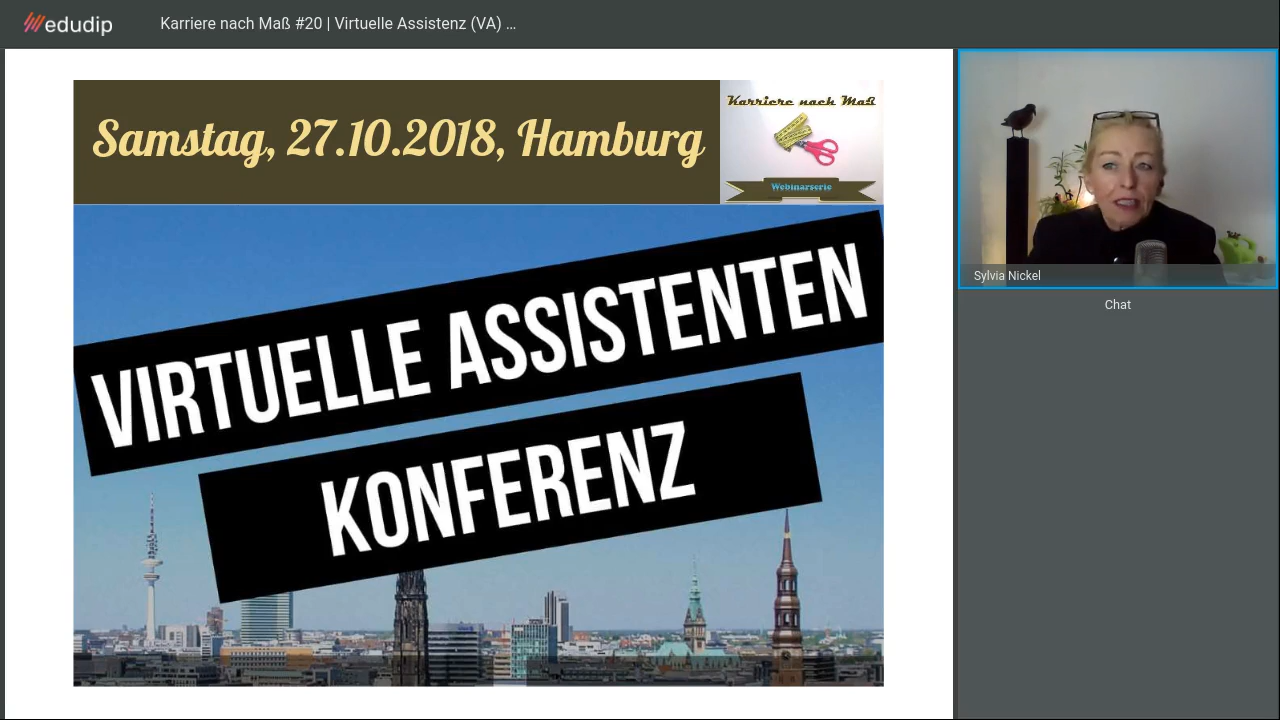 edudip
Karriere nach Maß #20 | Virtuelle Assistenz (VA) …
Samstag, 27.10.2018, Hamburg
Karriere nach Maß
Webinarserie
VIRTUELLE ASSISTENTEN
KONFERENZ
Sylvia Nickel
Chat